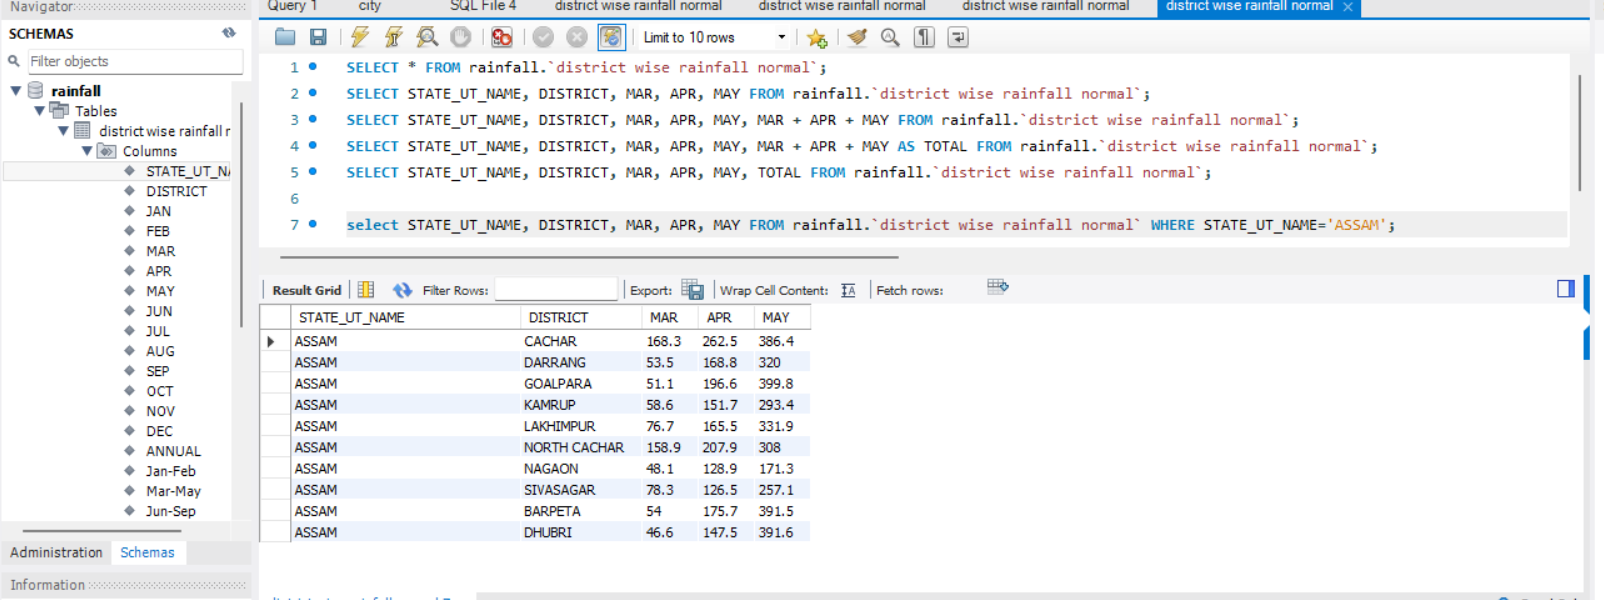 Navigator
SCHEMAS
Filter objects
rainfall
Tables
district wise rainfall r
Columns
STATE_UT_NA
DISTRICT
JAN
FEB
MAR
APR
MAY
JUN
JUL
AUG
SEP
OCT
NOV
DEC
ANNUAL
Jan-Feb
Mar-May
Jun-Sep
Administration Schemas
Information
Query 1 city SQL File 4 district wise rainfall normal district wise rainfall normal district wise rainfall normal district wise rainfall normal
Limit to 10 rows
1 SELECT * FROM rainfall.`district wise rainfall normal`;
2 SELECT STATE_UT_NAME, DISTRICT, MAR, APR, MAY FROM rainfall.`district wise rainfall normal`;
3 SELECT STATE_UT_NAME, DISTRICT, MAR, APR, MAY, MAR + APR + MAY FROM rainfall.`district wise rainfall normal`;
4 SELECT STATE_UT_NAME, DISTRICT, MAR, APR, MAY, MAR + APR + MAY AS TOTAL FROM rainfall.`district wise rainfall normal`;
5 SELECT STATE_UT_NAME, DISTRICT, MAR, APR, MAY, TOTAL FROM rainfall.`district wise rainfall normal`;
6
7 select STATE_UT_NAME, DISTRICT, MAR, APR, MAY FROM rainfall.`district wise rainfall normal` WHERE STATE_UT_NAME='ASSAM';
Result Grid Filter Rows: Export: Wrap Cell Content: Fetch rows:
STATE_UT_NAME DISTRICT MAR APR MAY
ASSAM CACHAR 168.3 262.5 386.4
ASSAM DARRANG 53.5 168.8 320
ASSAM GOALPARA 51.1 196.6 399.8
ASSAM KAMRUP 58.6 151.7 293.4
ASSAM LAKHIMPUR 76.7 165.5 331.9
ASSAM NORTH CACHAR 158.9 207.9 308
ASSAM NAGAON 48.1 128.9 171.3
ASSAM SIVASAGAR 78.3 126.5 257.1
ASSAM BARPETA 54 175.7 391.5
ASSAM DHUBRI 46.6 147.5 391.6